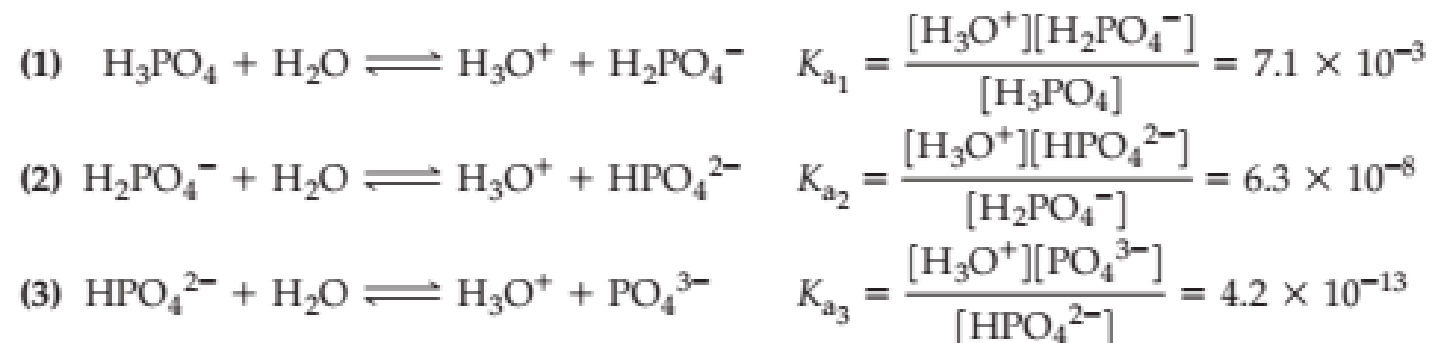 (1) H₃PO₄ + H₂O ⇌ H₃O⁺ + H₂PO₄⁻ Kₐ₁ = [H₃O⁺][H₂PO₄⁻] / [H₃PO₄] = 7.1 × 10⁻³
(2) H₂PO₄⁻ + H₂O ⇌ H₃O⁺ + HPO₄²⁻ Kₐ₂ = [H₃O⁺][HPO₄²⁻] / [H₂PO₄⁻] = 6.3 × 10⁻⁸
(3) HPO₄²⁻ + H₂O ⇌ H₃O⁺ + PO₄³⁻ Kₐ₃ = [H₃O⁺][PO₄³⁻] / [HPO₄²⁻] = 4.2 × 10⁻¹³